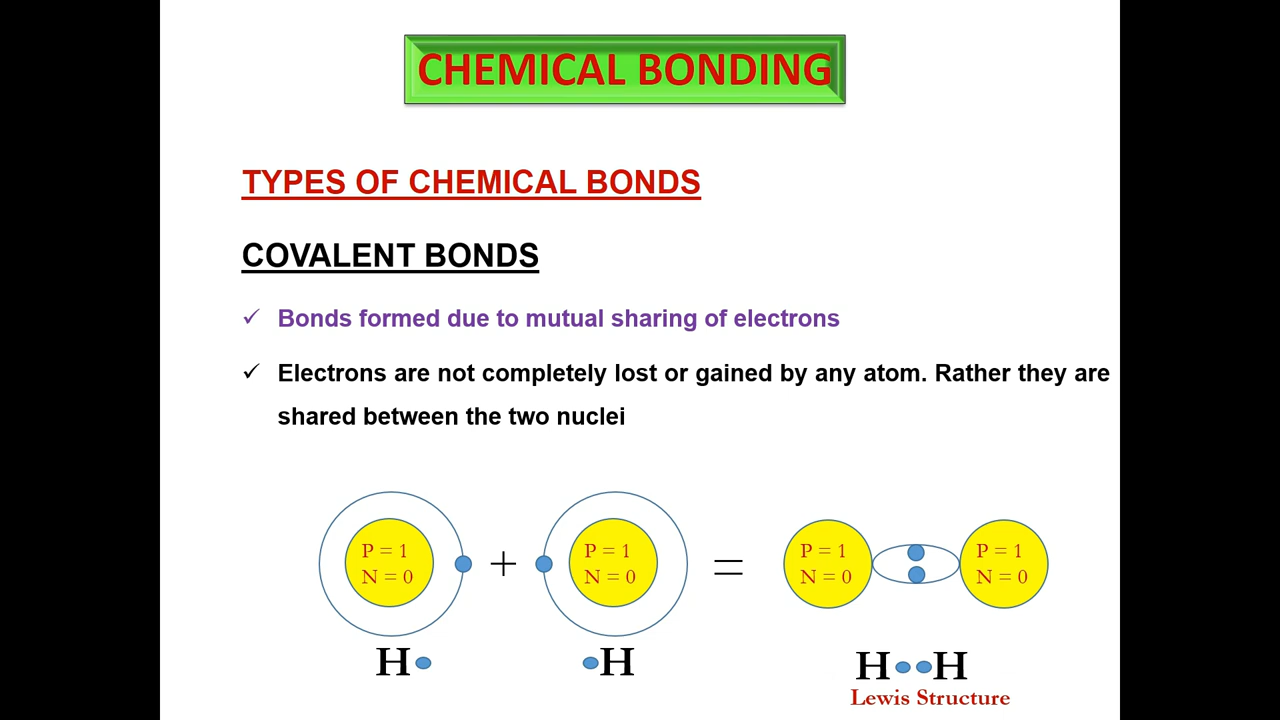 CHEMICAL BONDING
TYPES OF CHEMICAL BONDS
COVALENT BONDS
✓ Bonds formed due to mutual sharing of electrons
✓ Electrons are not completely lost or gained by any atom. Rather they are
shared between the two nuclei
P = 1
N = 0
+
P = 1
N = 0
=
P = 1
N = 0
P = 1
N = 0
H•
•H
H••H
Lewis Structure